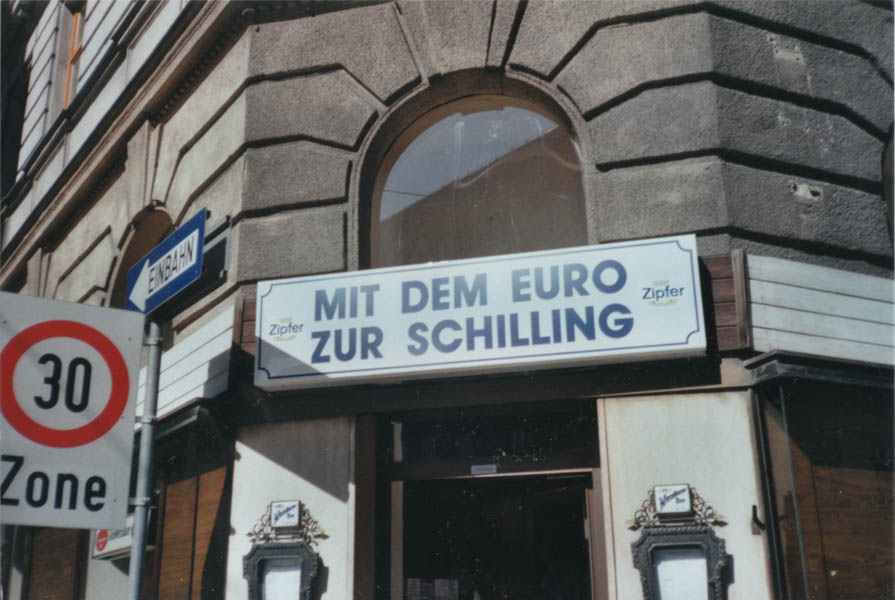 EINBAHN
MIT DEM EURO
ZUR SCHILLING
Zipfer
Zipfer
30
Zone